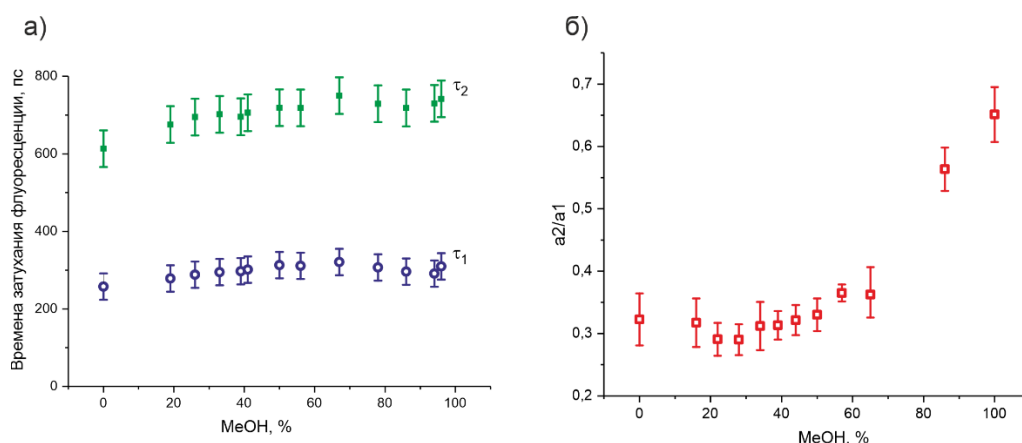 а)
Времена затухания флуоресценции, пс
800
600
400
200
0
τ2
τ1
0 20 40 60 80 100
MeOH, %
б)
a2/a1
0,7
0,6
0,5
0,4
0,3
0,2
0 20 40 60 80 100
MeOH, %